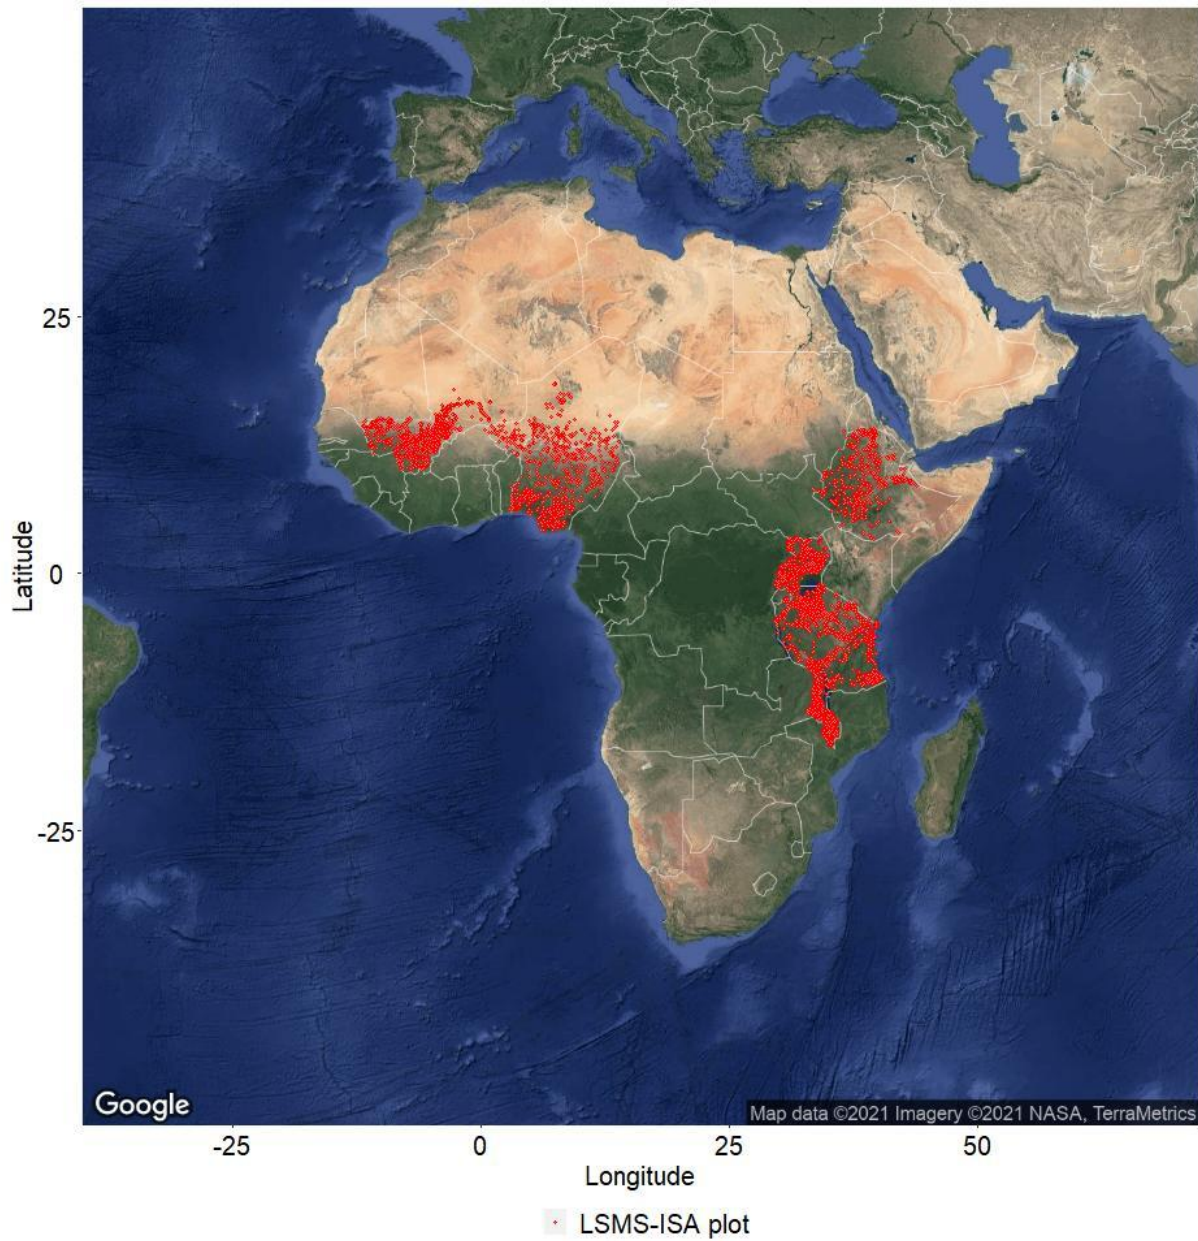 25
0
-25
Latitude
Google
Map data ©2021 Imagery ©2021 NASA, TerraMetrics
-25 0 25 50
Longitude
LSMS-ISA plot